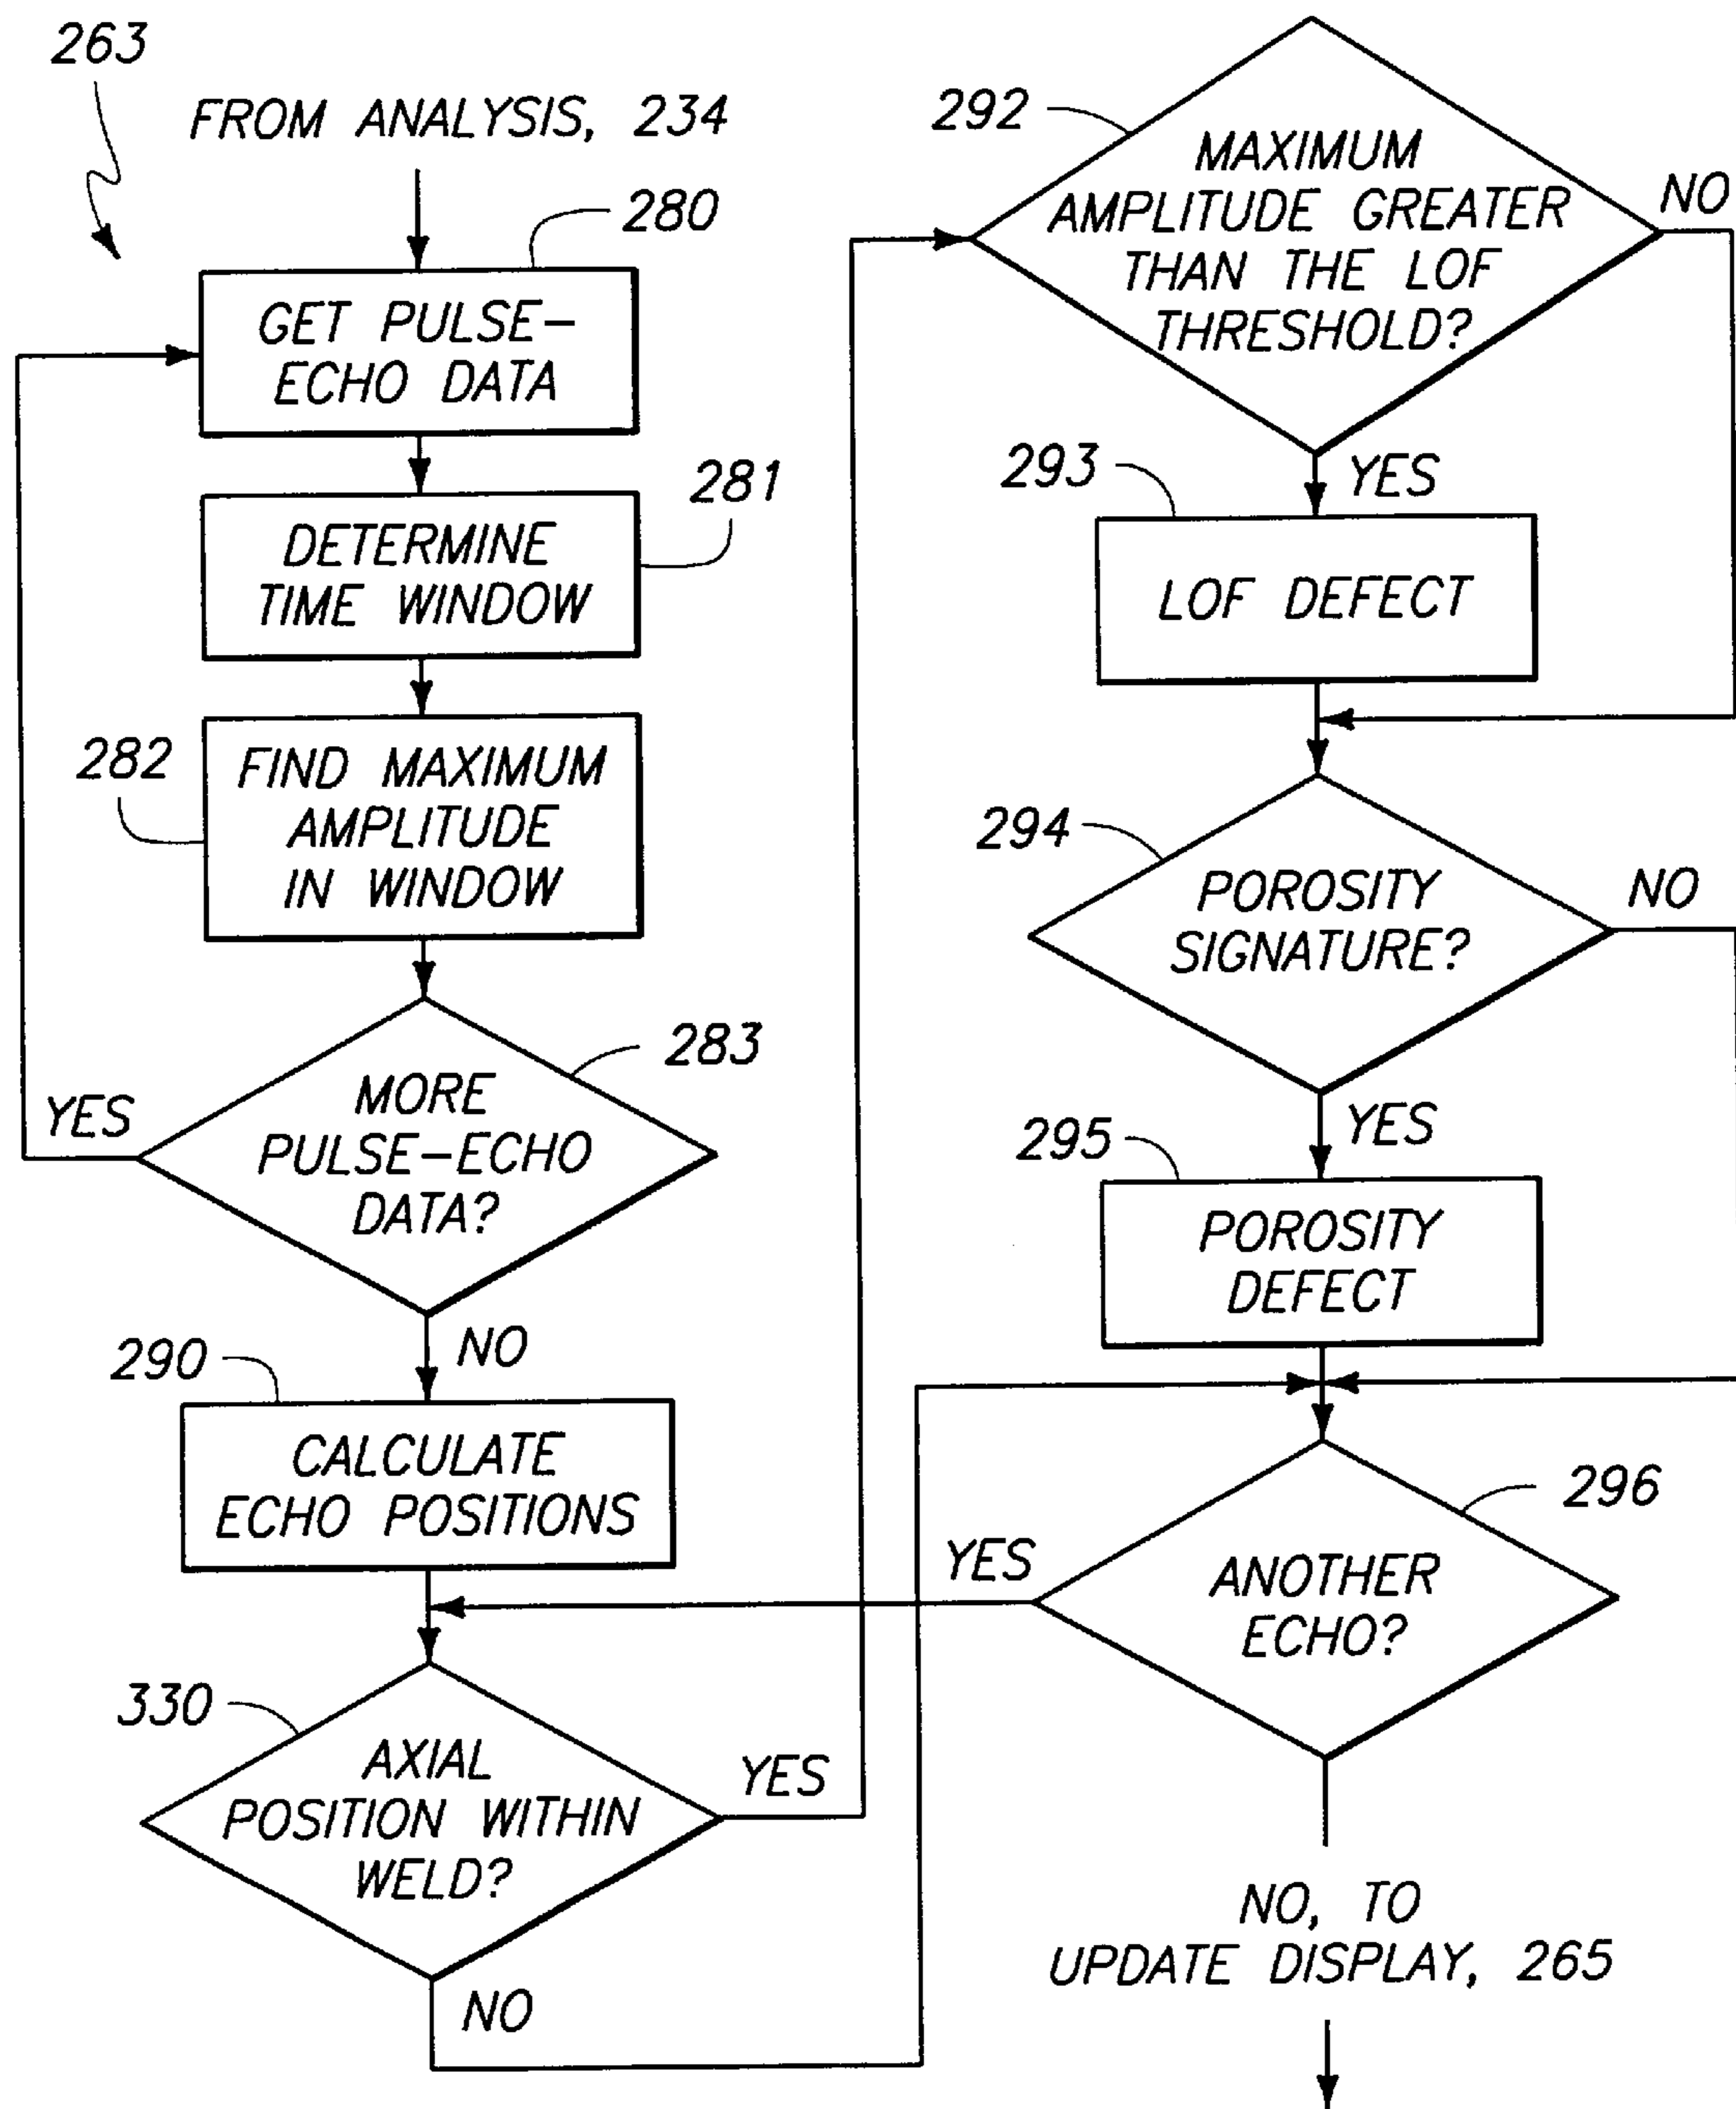 263
FROM ANALYSIS, 234
280
GET PULSE-
ECHO DATA
281
DETERMINE
TIME WINDOW
282
FIND MAXIMUM
AMPLITUDE
IN WINDOW
283
MORE
PULSE-ECHO
DATA?
YES
NO
290
CALCULATE
ECHO POSITIONS
330
AXIAL
POSITION WITHIN
WELD?
YES
NO
292
MAXIMUM
AMPLITUDE GREATER
THAN THE LOF
THRESHOLD?
NO
YES
293
LOF DEFECT
294
POROSITY
SIGNATURE?
NO
YES
295
POROSITY
DEFECT
296
ANOTHER
ECHO?
YES
NO, TO
UPDATE DISPLAY, 265